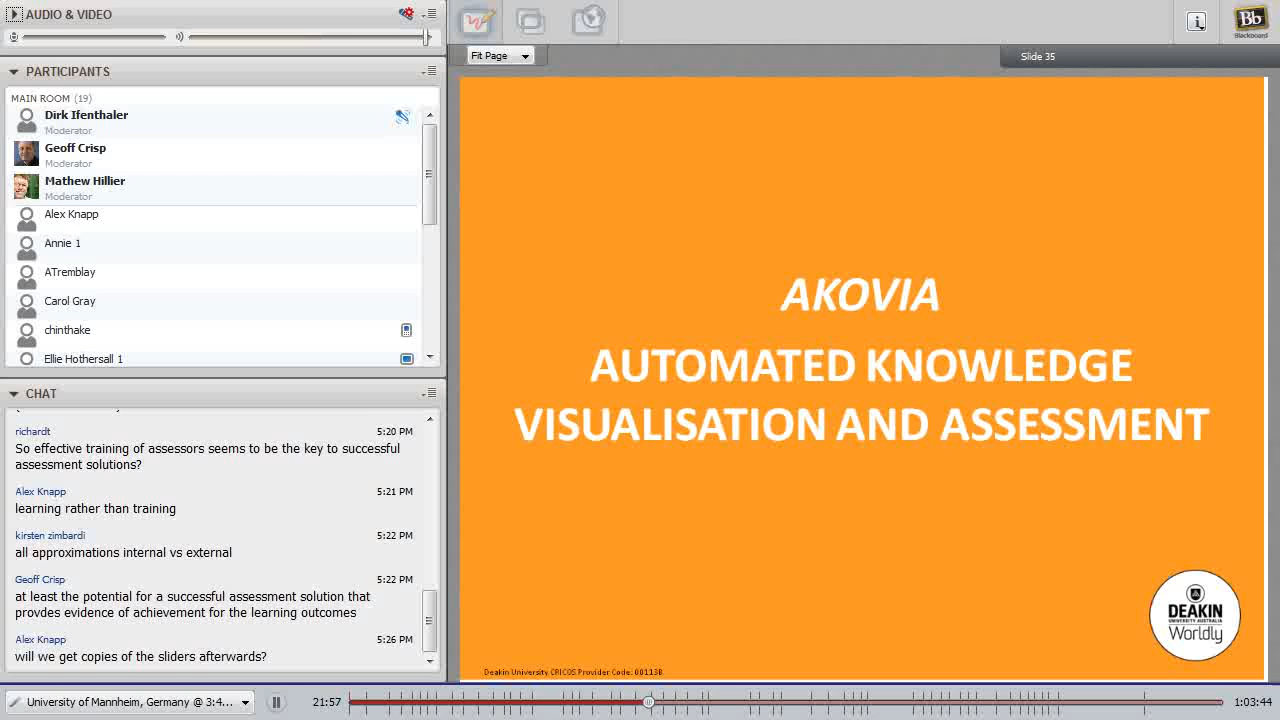 AUDIO & VIDEO
PARTICIPANTS
MAIN ROOM (19)
Dirk Ifenthaler
Moderator
Geoff Crisp
Moderator
Mathew Hillier
Moderator
Alex Knapp
Annie 1
ATremblay
Carol Gray
chinthake
Ellie Hothersall 1
CHAT
richardt 5:20 PM
So effective training of assessors seems to be the key to successful
assessment solutions?
Alex Knapp 5:21 PM
learning rather than training
kirsten zimbardi 5:22 PM
all approximations internal vs external
Geoff Crisp 5:22 PM
at least the potential for a successful assessment solution that
provdes evidence of achievement for the learning outcomes
Alex Knapp 5:26 PM
will we get copies of the sliders afterwards?
Bb
Blackboard
Fit Page
Slide 35
AKOVIA
AUTOMATED KNOWLEDGE
VISUALISATION AND ASSESSMENT
DEAKIN
UNIVERSITY AUSTRALIA
Worldly
Deakin University CRICOS Provider Code: 00113B
University of Mannheim, Germany @ 3:4...
21:57
1:03:44